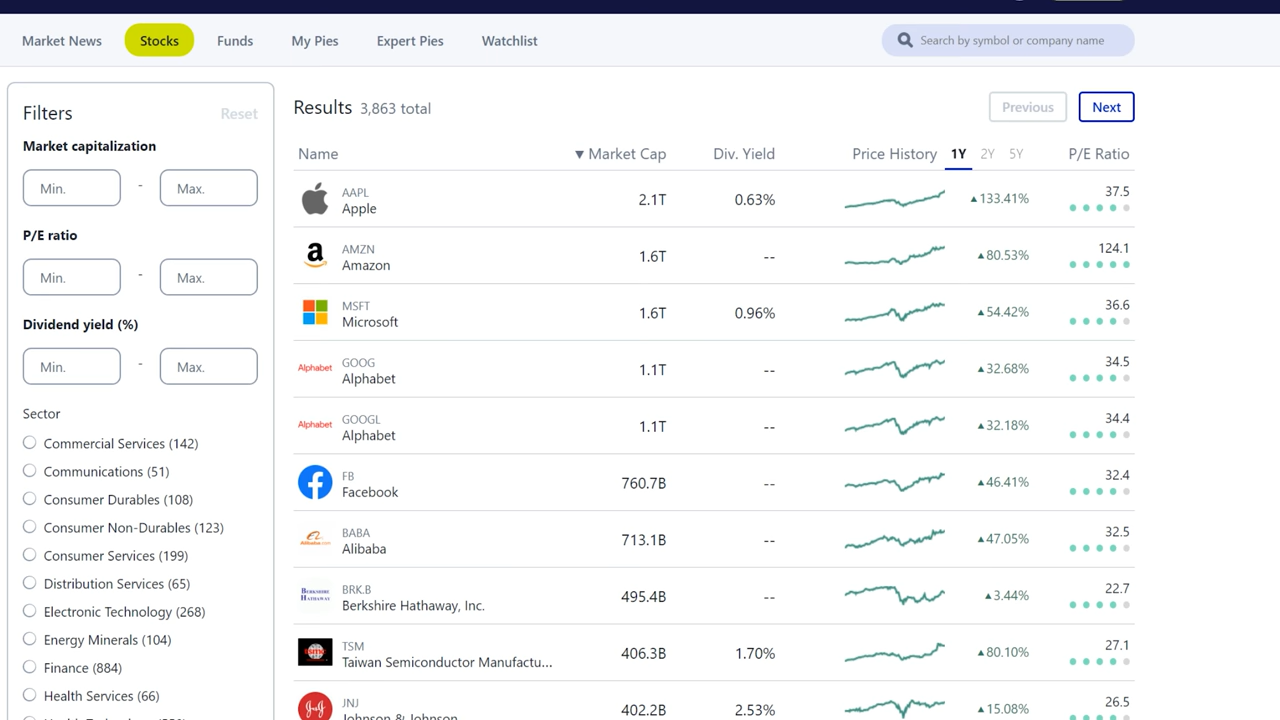 Market News Stocks Funds My Pies Expert Pies Watchlist Search by symbol or company name
Filters Reset
Market capitalization
Min. - Max.
P/E ratio
Min. - Max.
Dividend yield (%)
Min. - Max.
Sector
Commercial Services (142)
Communications (51)
Consumer Durables (108)
Consumer Non-Durables (123)
Consumer Services (199)
Distribution Services (65)
Electronic Technology (268)
Energy Minerals (104)
Finance (884)
Health Services (66)
Results 3,863 total Previous Next
Name ▼ Market Cap Div. Yield Price History 1Y 2Y 5Y P/E Ratio
AAPL
Apple 2.1T 0.63% ▲133.41% 37.5
a AMZN
Amazon 1.6T -- ▲80.53% 124.1
MSFT
Microsoft 1.6T 0.96% ▲54.42% 36.6
Alphabet GOOG
Alphabet 1.1T -- ▲32.68% 34.5
Alphabet GOOGL
Alphabet 1.1T -- ▲32.18% 34.4
f FB
Facebook 760.7B -- ▲46.41% 32.4
Alibaba.com BABA
Alibaba 713.1B -- ▲47.05% 32.5
BERKSHIRE HATHAWAY BRK.B
Berkshire Hathaway, Inc. 495.4B -- ▲3.44% 22.7
tsmc TSM
Taiwan Semiconductor Manufactu... 406.3B 1.70% ▲80.10% 27.1
J&J JNJ
Johnson & Johnson 402.2B 2.53% ▲15.08% 26.5